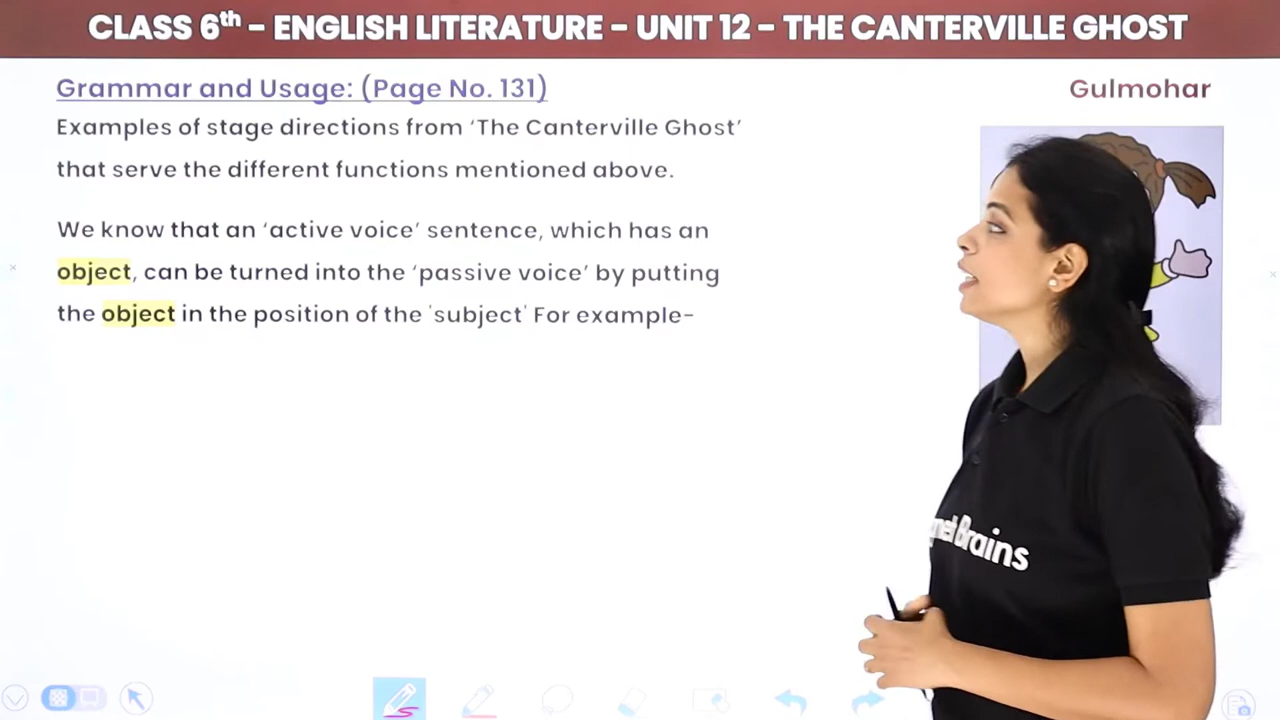 CLASS 6th – ENGLISH LITERATURE – UNIT 12 – THE CANTERVILLE GHOST
Grammar and Usage: (Page No. 131)
Gulmohar
Examples of stage directions from ‘The Canterville Ghost’
that serve the different functions mentioned above.
We know that an ‘active voice’ sentence, which has an
object, can be turned into the ‘passive voice’ by putting
the object in the position of the 'subject' For example-
Brains